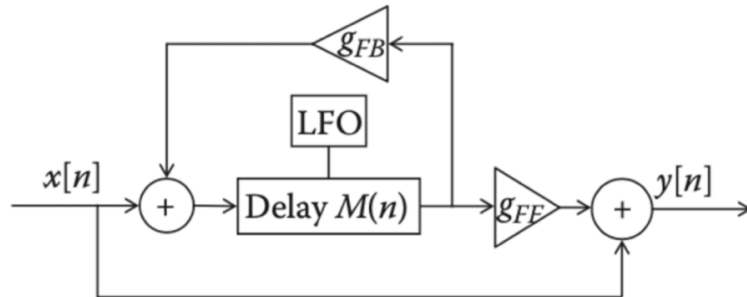 g_FB
LFO
x[n]
+
Delay M(n)
g_FF
+
y[n]